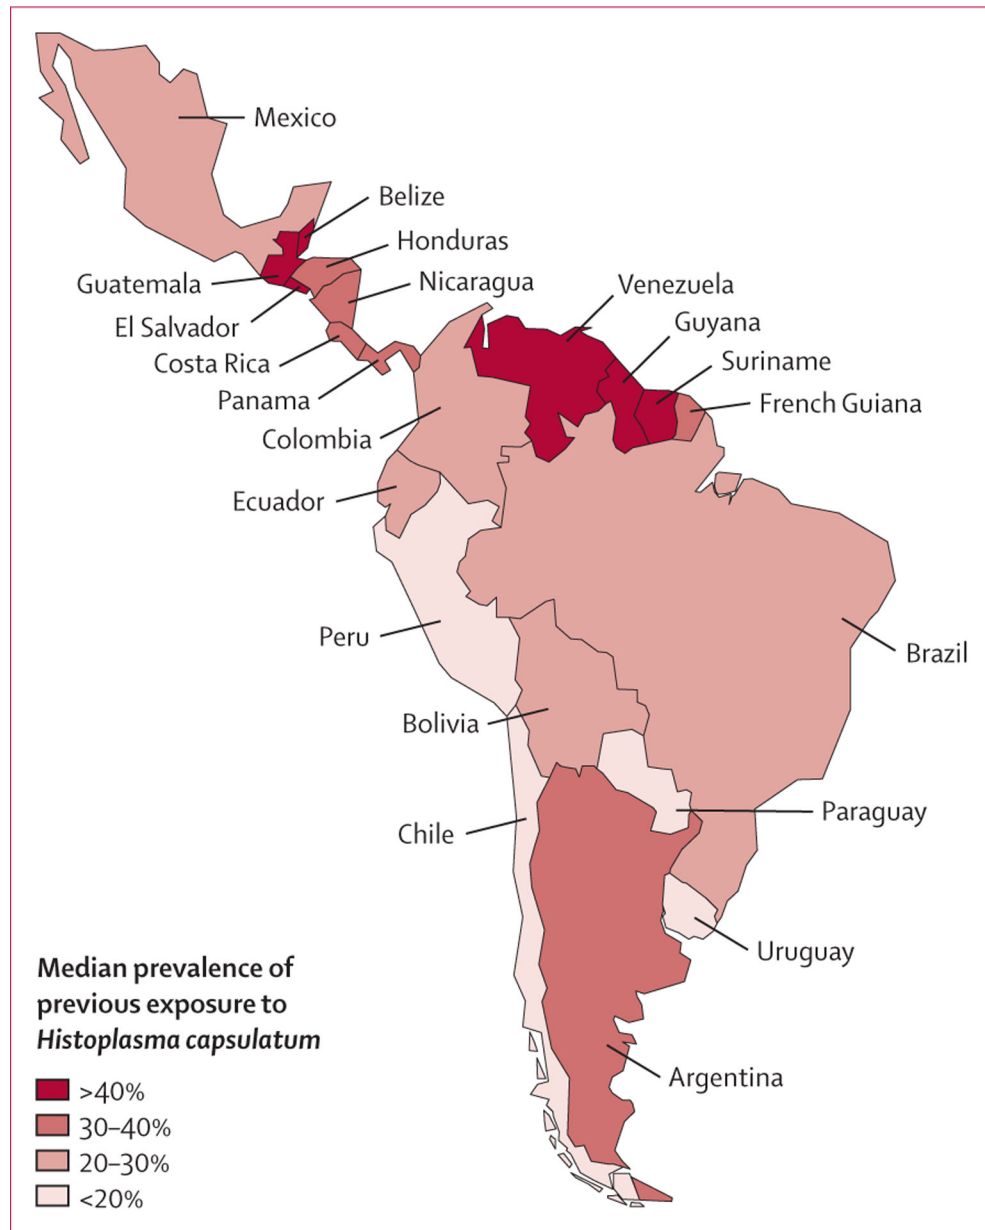 Mexico
Belize
Honduras
Guatemala
Nicaragua
Venezuela
El Salvador
Guyana
Costa Rica
Suriname
Panama
French Guiana
Colombia
Ecuador
Peru
Brazil
Bolivia
Paraguay
Chile
Uruguay
Median prevalence of
previous exposure to
Histoplasma capsulatum
Argentina
>40%
30–40%
20–30%
<20%